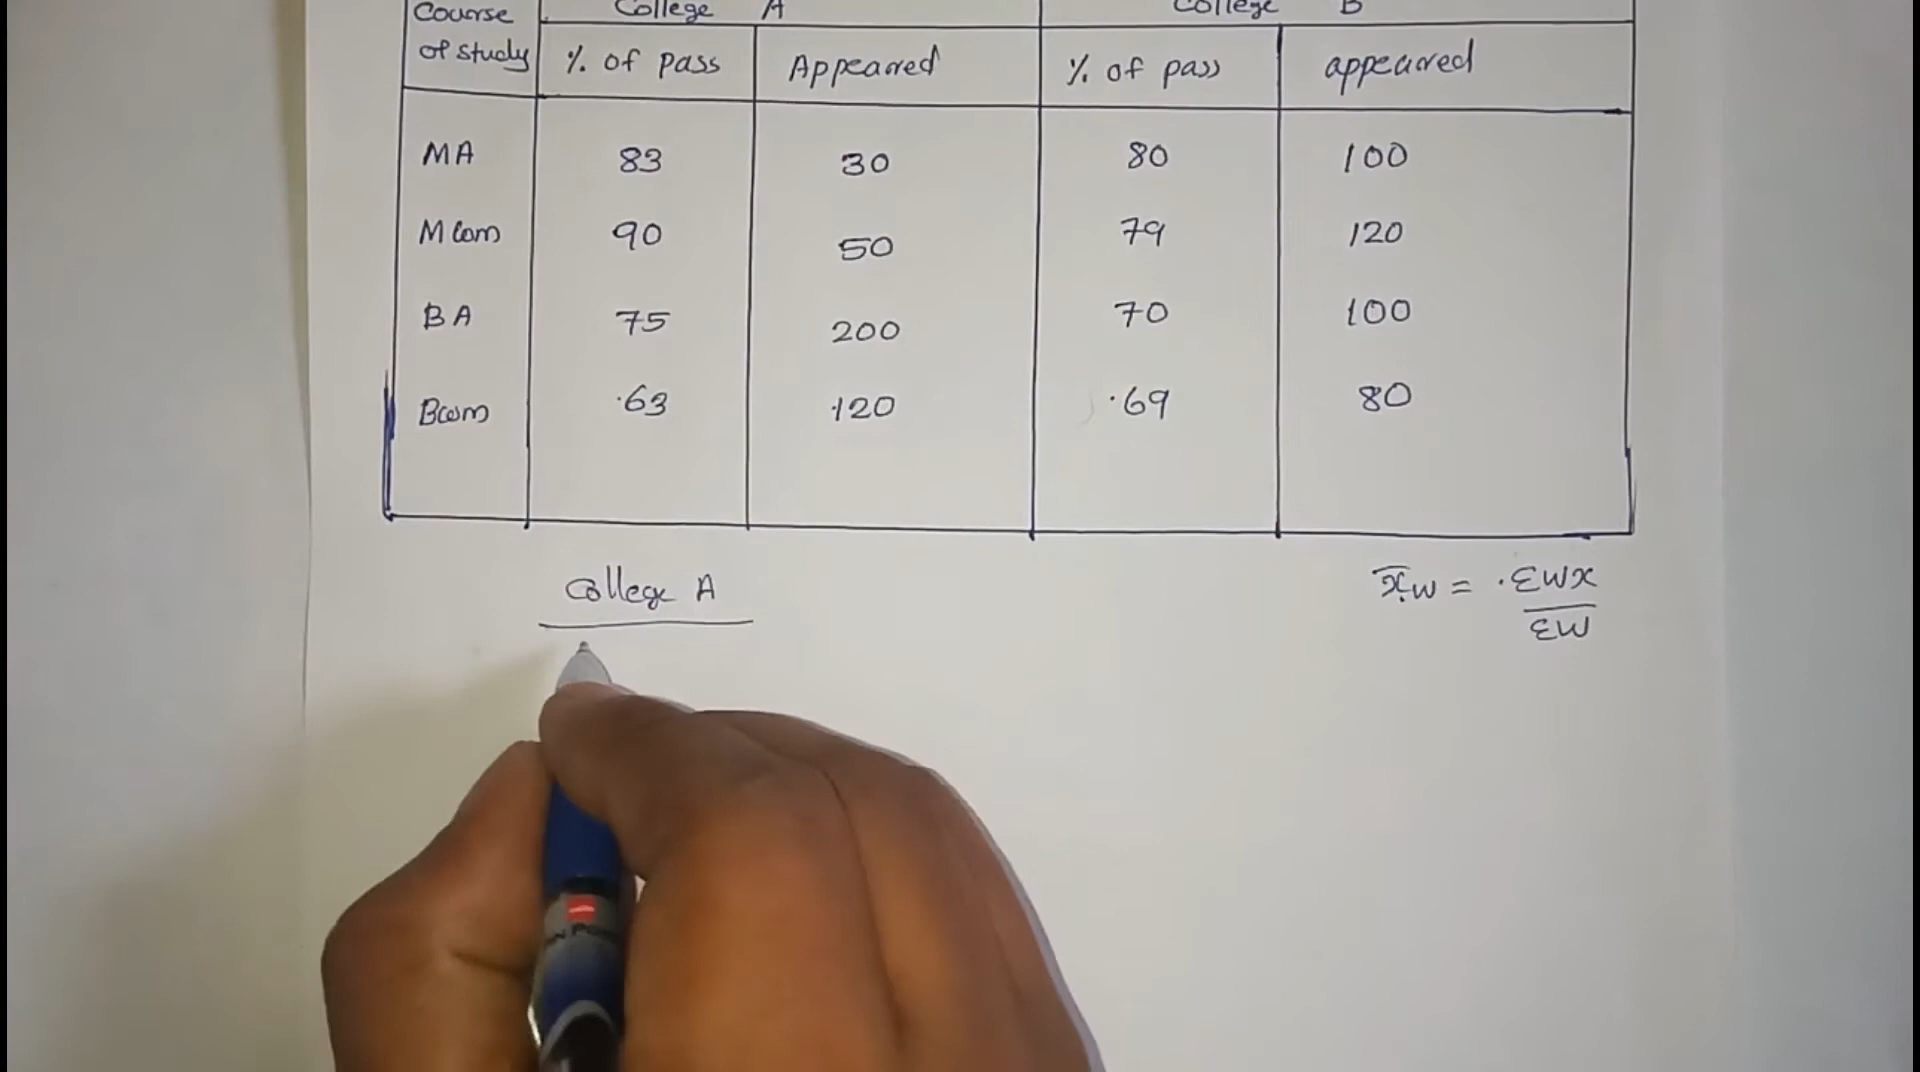 Course College A College B
of study % of pass Appeared % of pass appeared
MA 83 30 80 100
M Com 90 50 79 120
BA 75 200 70 100
Bcom 63 120 69 80
College A
x̄w = Σwx
Σw